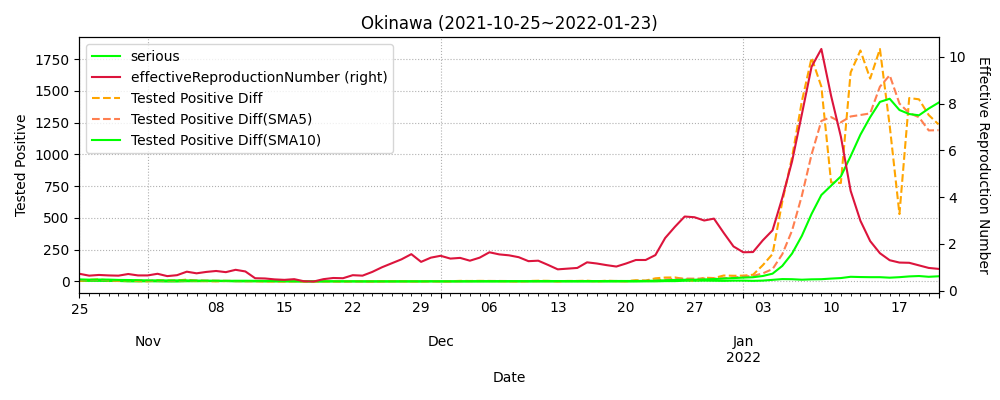 Okinawa (2021-10-25~2022-01-23)
serious
effectiveReproductionNumber (right)
Tested Positive Diff
Tested Positive Diff(SMA5)
Tested Positive Diff(SMA10)
Tested Positive
1750
1500
1250
1000
750
500
250
0
Effective Reproduction Number
10
8
6
4
2
0
25 08 15 22 29 06 13 20 27 03 10 17
Nov Dec Jan
2022
Date